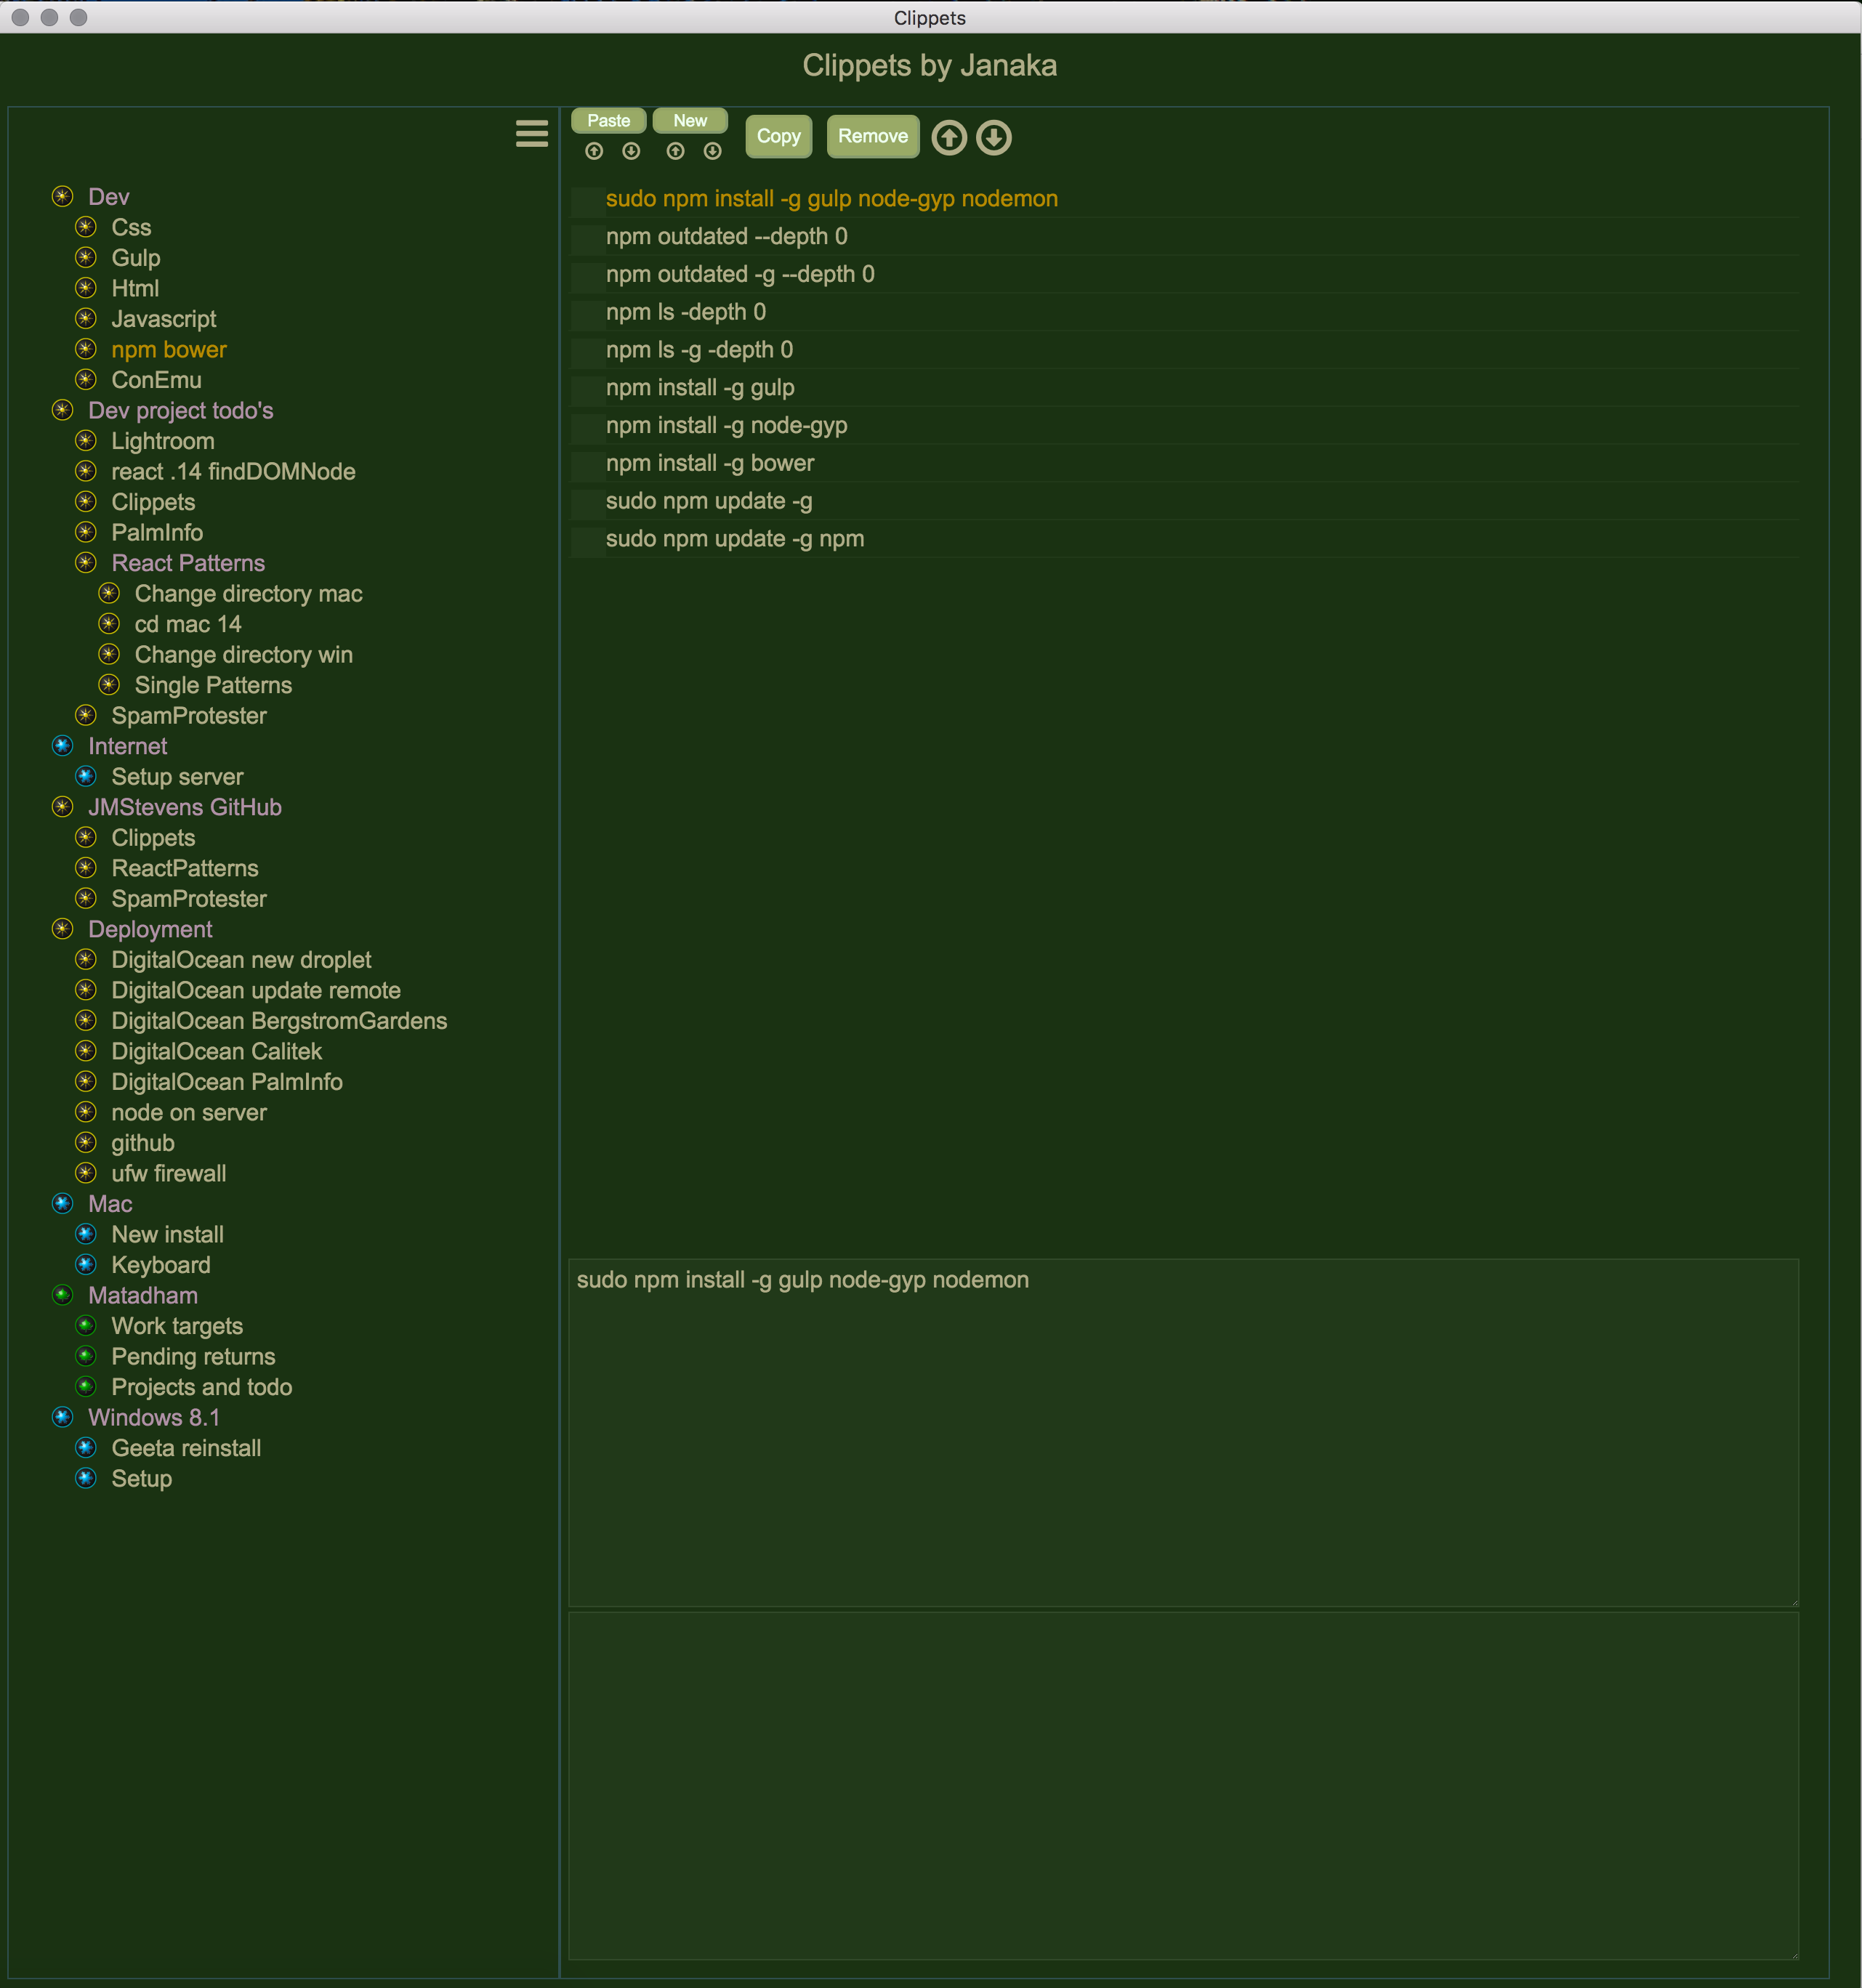 Clippets
Clippets by Janaka
Paste
New
Copy
Remove
Dev
Css
Gulp
Html
Javascript
npm bower
ConEmu
Dev project todo's
Lightroom
react .14 findDOMNode
Clippets
PalmInfo
React Patterns
Change directory mac
cd mac 14
Change directory win
Single Patterns
SpamProtester
Internet
Setup server
JMStevens GitHub
Clippets
ReactPatterns
SpamProtester
Deployment
DigitalOcean new droplet
DigitalOcean update remote
DigitalOcean BergstromGardens
DigitalOcean Calitek
DigitalOcean PalmInfo
node on server
github
ufw firewall
Mac
New install
Keyboard
Matadham
Work targets
Pending returns
Projects and todo
Windows 8.1
Geeta reinstall
Setup
sudo npm install -g gulp node-gyp nodemon
npm outdated --depth 0
npm outdated -g --depth 0
npm ls -depth 0
npm ls -g -depth 0
npm install -g gulp
npm install -g node-gyp
npm install -g bower
sudo npm update -g
sudo npm update -g npm
sudo npm install -g gulp node-gyp nodemon